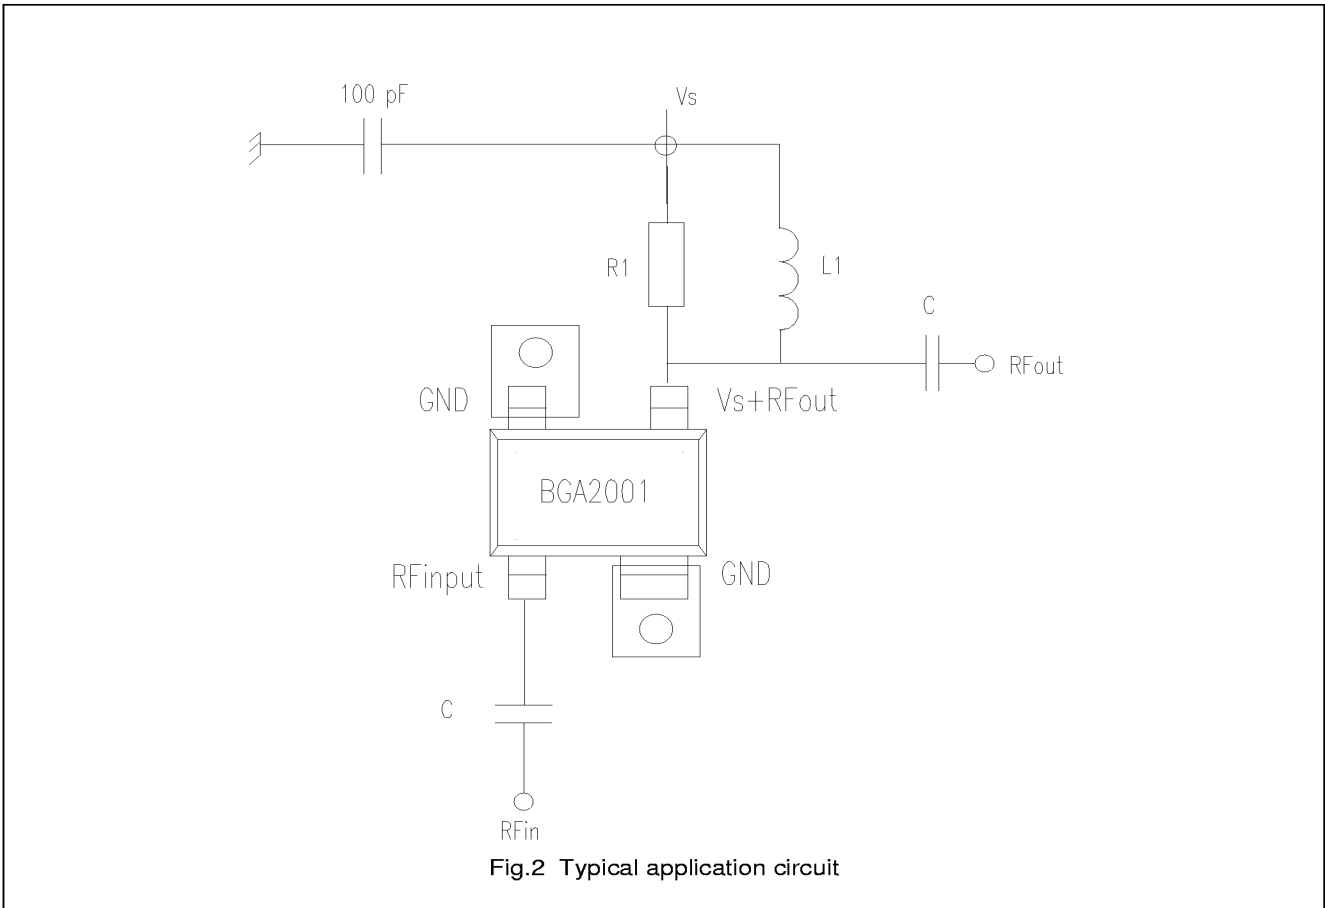 100 pF
Vs
R1
L1
C
RFout
GND
Vs+RFout
BGA2001
RFinput
GND
C
RFin
Fig.2 Typical application circuit